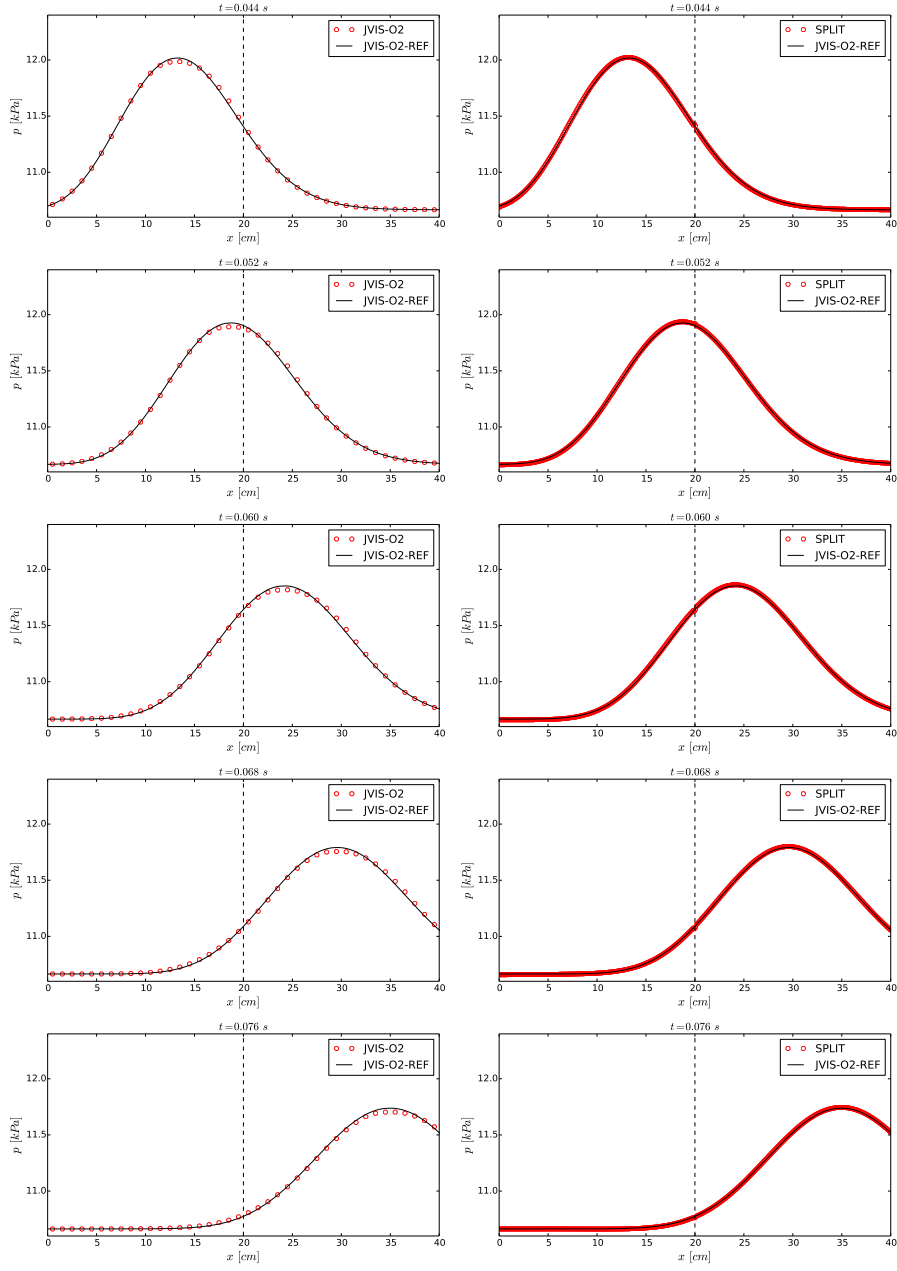 t=0.044 s
JVIS-O2
JVIS-O2-REF
p [kPa]
12.0
11.5
11.0
0 5 10 15 20 25 30 35 40
x [cm]
t=0.044 s
SPLIT
JVIS-O2-REF
p [kPa]
12.0
11.5
11.0
0 5 10 15 20 25 30 35 40
x [cm]
t=0.052 s
JVIS-O2
JVIS-O2-REF
p [kPa]
12.0
11.5
11.0
0 5 10 15 20 25 30 35 40
x [cm]
t=0.052 s
SPLIT
JVIS-O2-REF
p [kPa]
12.0
11.5
11.0
0 5 10 15 20 25 30 35 40
x [cm]
t=0.060 s
JVIS-O2
JVIS-O2-REF
p [kPa]
12.0
11.5
11.0
0 5 10 15 20 25 30 35 40
x [cm]
t=0.060 s
SPLIT
JVIS-O2-REF
p [kPa]
12.0
11.5
11.0
0 5 10 15 20 25 30 35 40
x [cm]
t=0.068 s
JVIS-O2
JVIS-O2-REF
p [kPa]
12.0
11.5
11.0
0 5 10 15 20 25 30 35 40
x [cm]
t=0.068 s
SPLIT
JVIS-O2-REF
p [kPa]
12.0
11.5
11.0
0 5 10 15 20 25 30 35 40
x [cm]
t=0.076 s
JVIS-O2
JVIS-O2-REF
p [kPa]
12.0
11.5
11.0
0 5 10 15 20 25 30 35 40
x [cm]
t=0.076 s
SPLIT
JVIS-O2-REF
p [kPa]
12.0
11.5
11.0
0 5 10 15 20 25 30 35 40
x [cm]